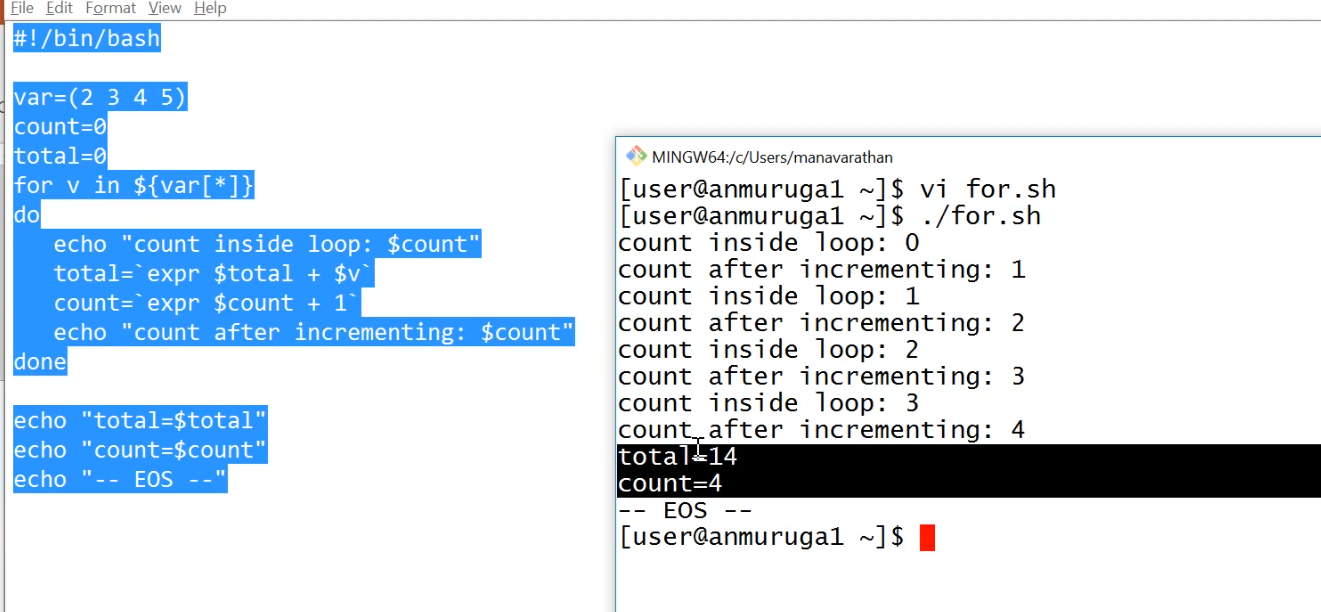 File Edit Format View Help
#!/bin/bash
var=(2 3 4 5)
count=0
total=0
for v in ${var[*]}
do
   echo "count inside loop: $count"
   total=`expr $total + $v`
   count=`expr $count + 1`
   echo "count after incrementing: $count"
done
echo "total=$total"
echo "count=$count"
echo "-- EOS --"
MINGW64:/c/Users/manavarathan
[user@anmuruga1 ~]$ vi for.sh
[user@anmuruga1 ~]$ ./for.sh
count inside loop: 0
count after incrementing: 1
count inside loop: 1
count after incrementing: 2
count inside loop: 2
count after incrementing: 3
count inside loop: 3
count after incrementing: 4
total=14
count=4
-- EOS --
[user@anmuruga1 ~]$